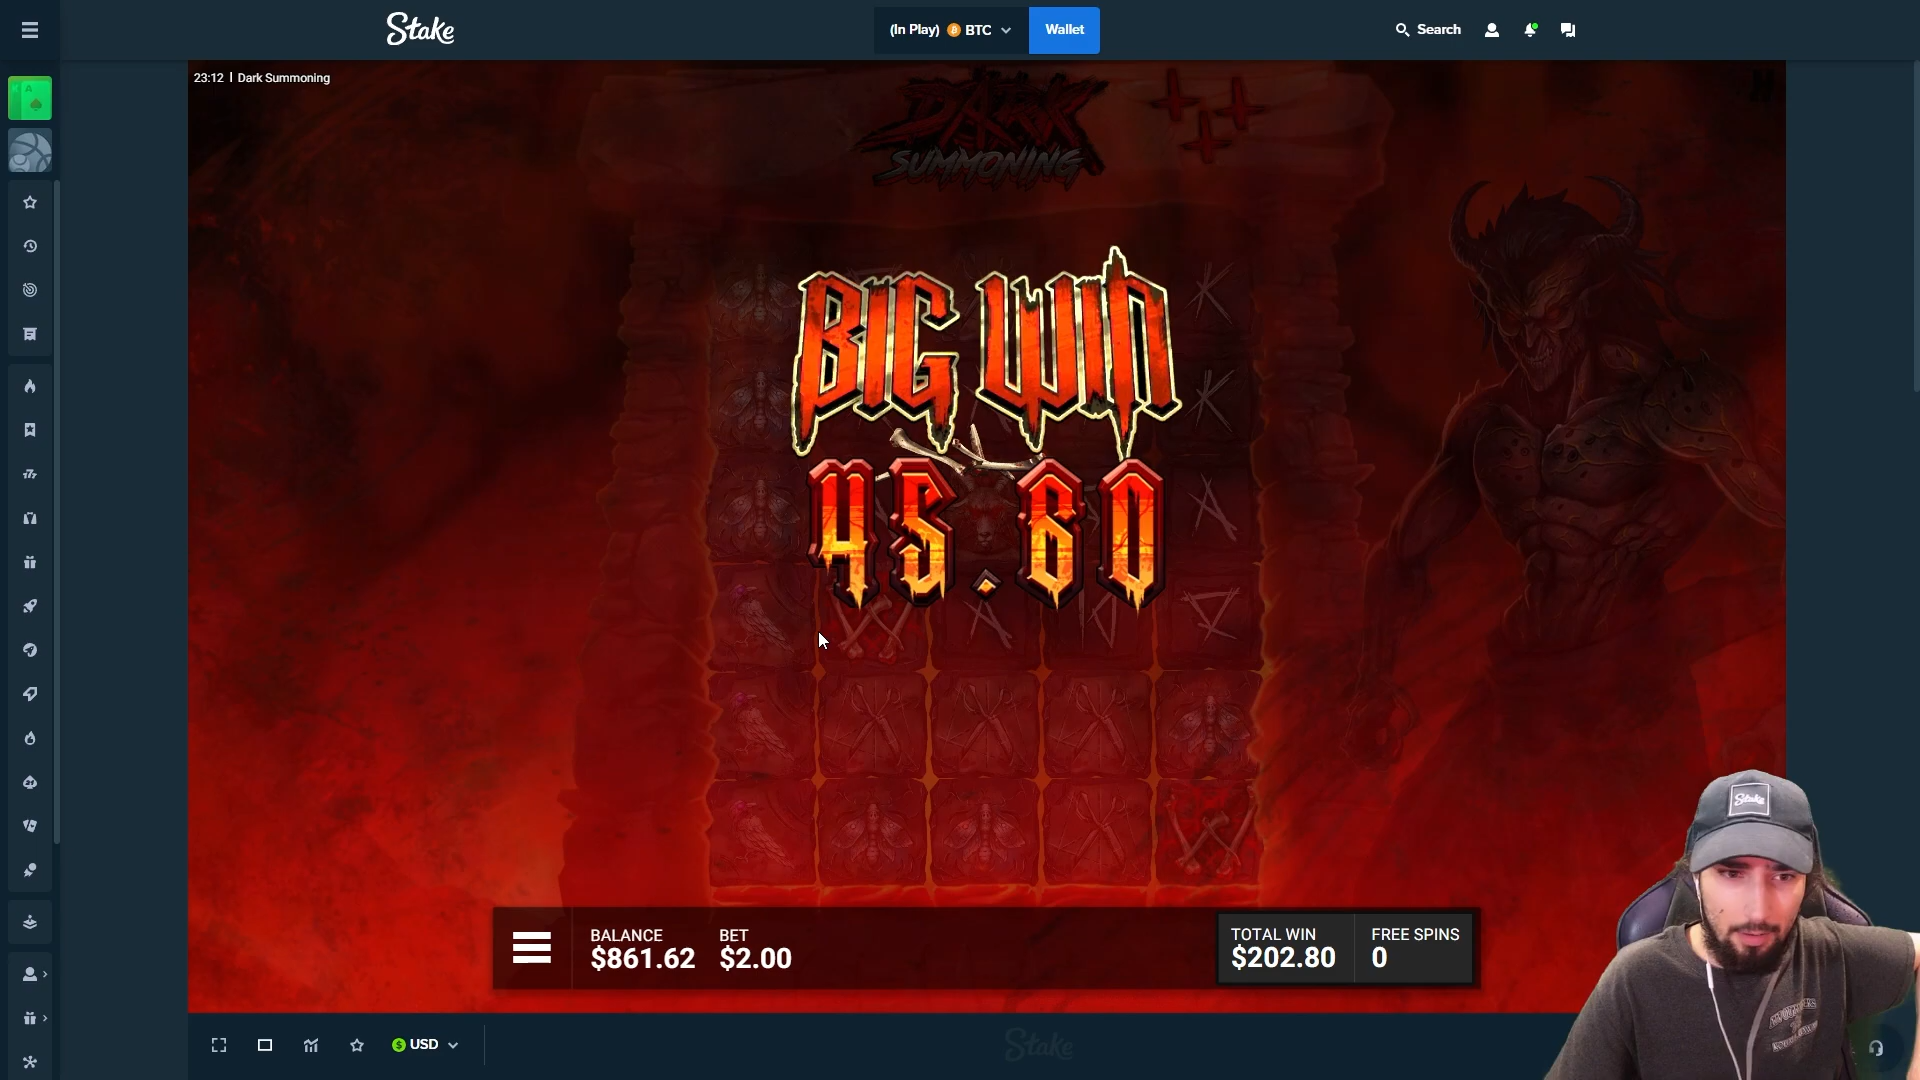 Stake
(In Play) BTC
Wallet
Search
23:12 | Dark Summoning
DARK
SUMMONING
BIG WIN
45.60
K
K
A
A
BALANCE
$861.62
BET
$2.00
TOTAL WIN
$202.80
FREE SPINS
0
USD
Stake
Stake